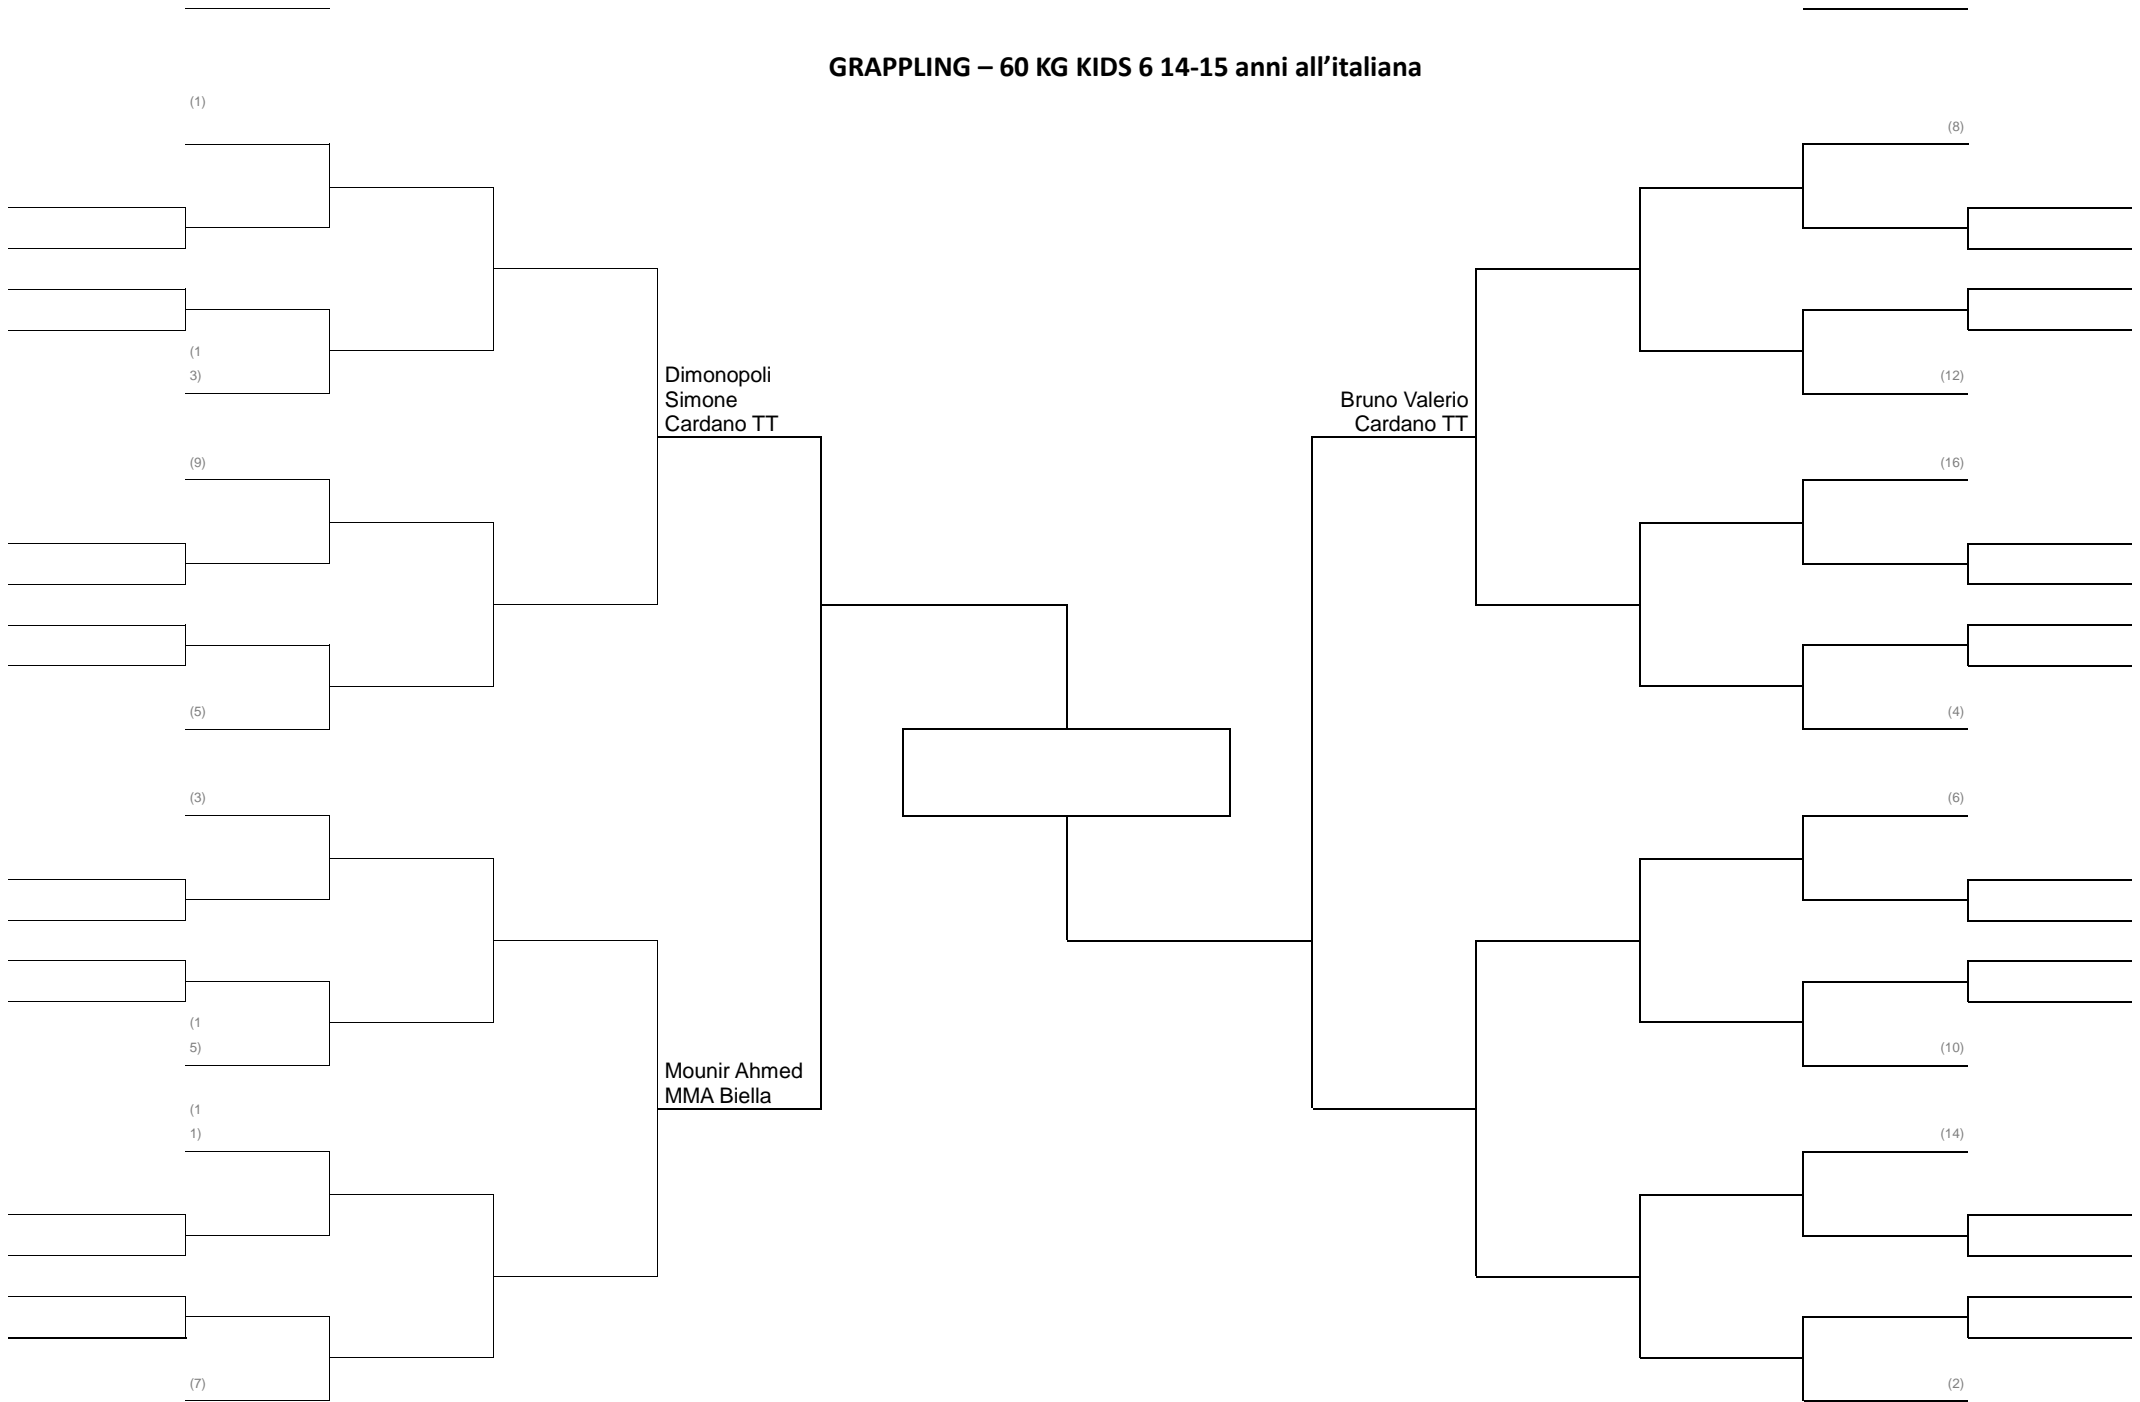 GRAPPLING – 60 KG KIDS 6 14-15 anni all’italiana
(1)
(1
3)
(9)
(5)
(3)
(1
5)
(1
1)
(7)
Dimonopoli
Simone
Cardano TT
Mounir Ahmed
MMA Biella
Bruno Valerio
Cardano TT
(8)
(12)
(16)
(4)
(6)
(10)
(14)
(2)